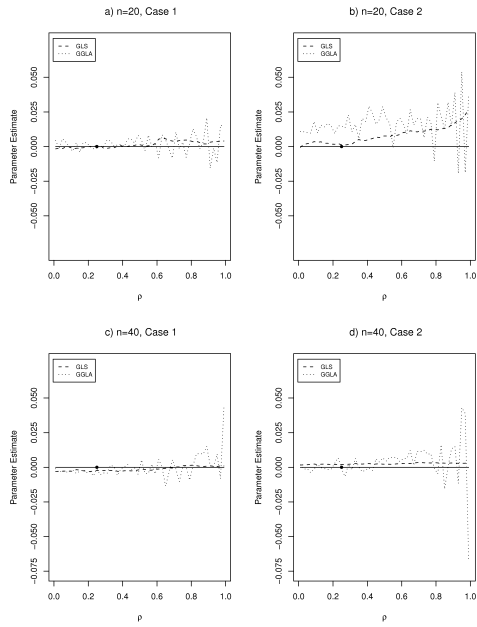 a) n=20, Case 1
GLS
GGLA
Parameter Estimate
0.050
0.025
0.000
−0.025
−0.050
0.0 0.2 0.4 0.6 0.8 1.0
ρ
b) n=20, Case 2
GLS
GGLA
Parameter Estimate
0.050
0.025
0.000
−0.025
−0.050
0.0 0.2 0.4 0.6 0.8 1.0
ρ
c) n=40, Case 1
GLS
GGLA
Parameter Estimate
0.050
0.025
0.000
−0.025
−0.050
−0.075
0.0 0.2 0.4 0.6 0.8 1.0
ρ
d) n=40, Case 2
GLS
GGLA
Parameter Estimate
0.050
0.025
0.000
−0.025
−0.050
−0.075
0.0 0.2 0.4 0.6 0.8 1.0
ρ